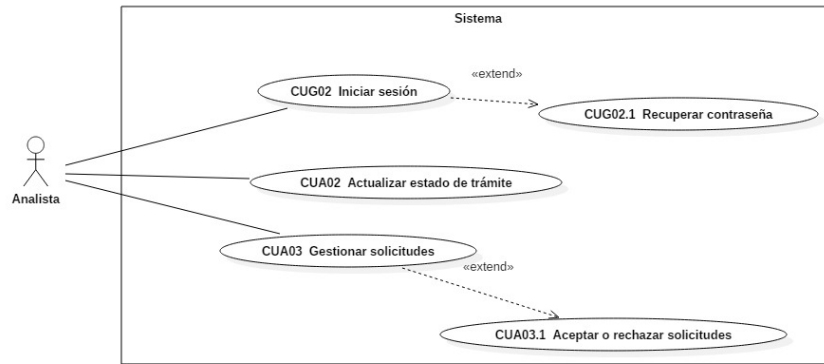 Sistema
«extend»
CUG02 Iniciar sesión
CUG02.1 Recuperar contraseña
CUA02 Actualizar estado de trámite
Analista
CUA03 Gestionar solicitudes
«extend»
CUA03.1 Aceptar o rechazar solicitudes